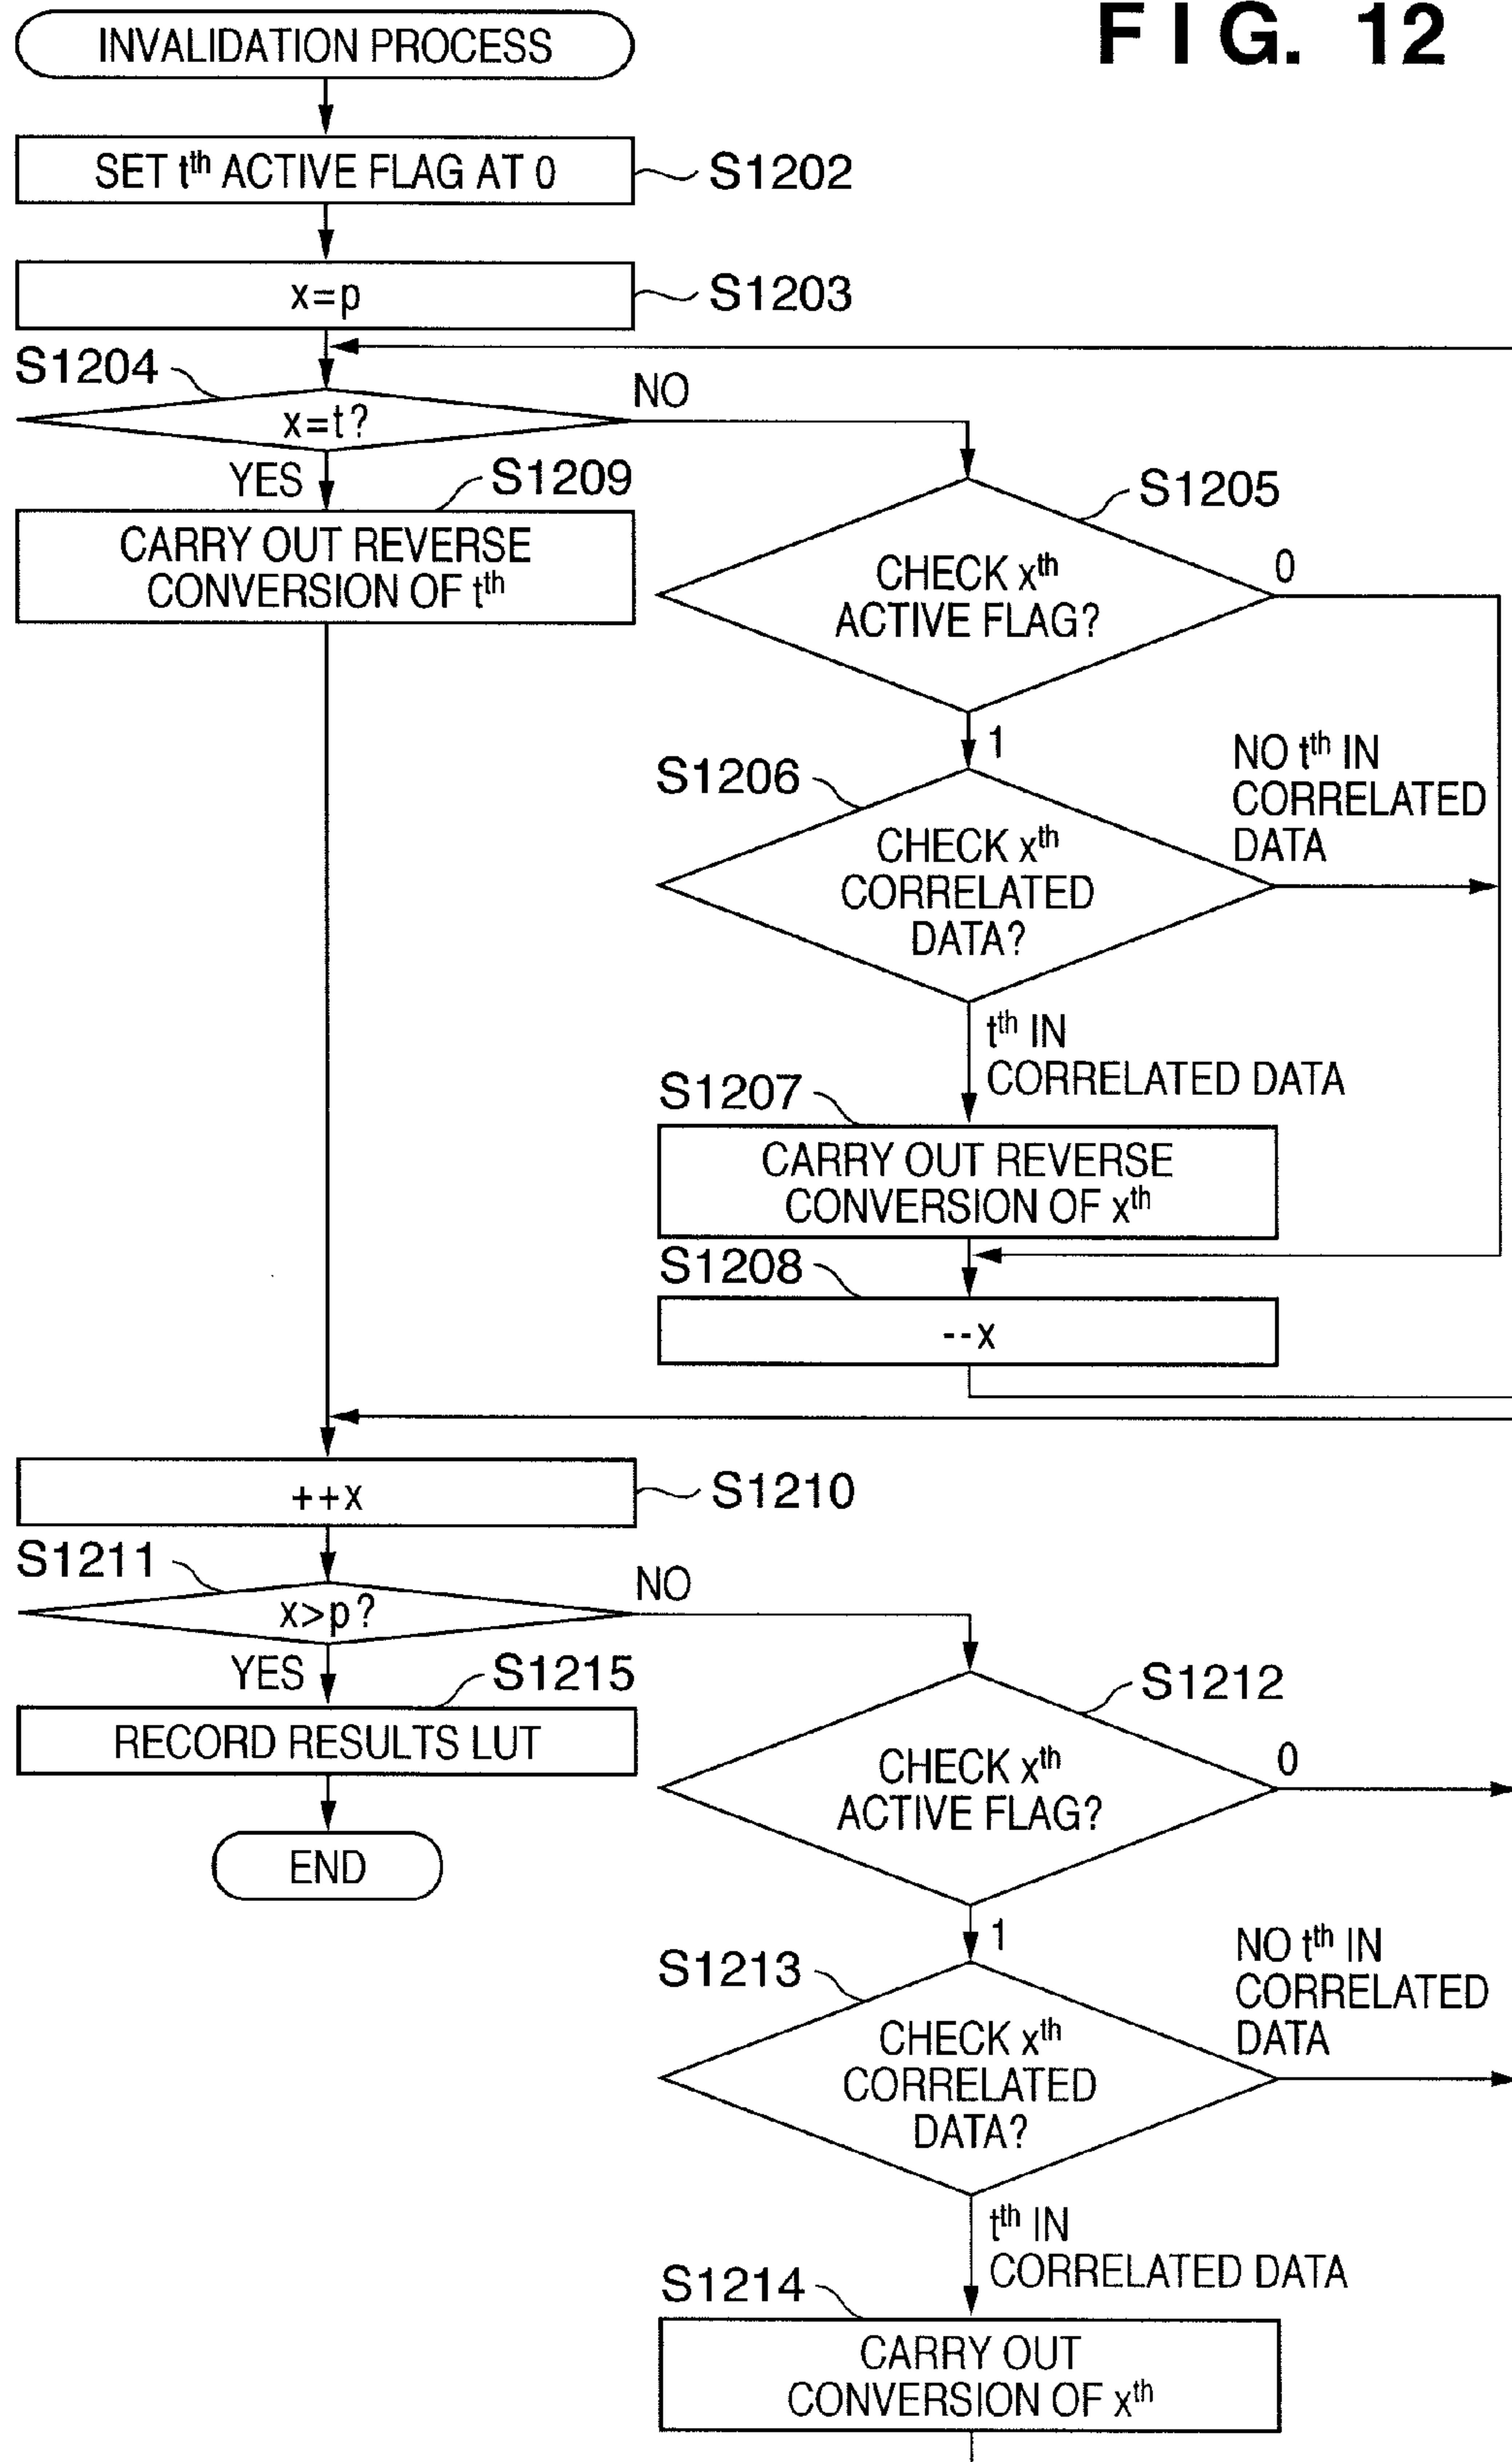 FIG. 12
INVALIDATION PROCESS
SET tth ACTIVE FLAG AT 0
S1202
x=p
S1203
S1204
x=t?
NO
YES
S1209
CARRY OUT REVERSE
CONVERSION OF tth
S1205
CHECK xth
ACTIVE FLAG?
0
1
S1206
CHECK xth
CORRELATED
DATA?
NO tth IN
CORRELATED
DATA
tth IN
CORRELATED DATA
S1207
CARRY OUT REVERSE
CONVERSION OF xth
S1208
--x
++x
S1210
S1211
x>p?
NO
YES
S1215
RECORD RESULTS LUT
END
S1212
CHECK xth
ACTIVE FLAG?
0
1
S1213
CHECK xth
CORRELATED
DATA?
NO tth IN
CORRELATED
DATA
tth IN
CORRELATED DATA
S1214
CARRY OUT
CONVERSION OF xth